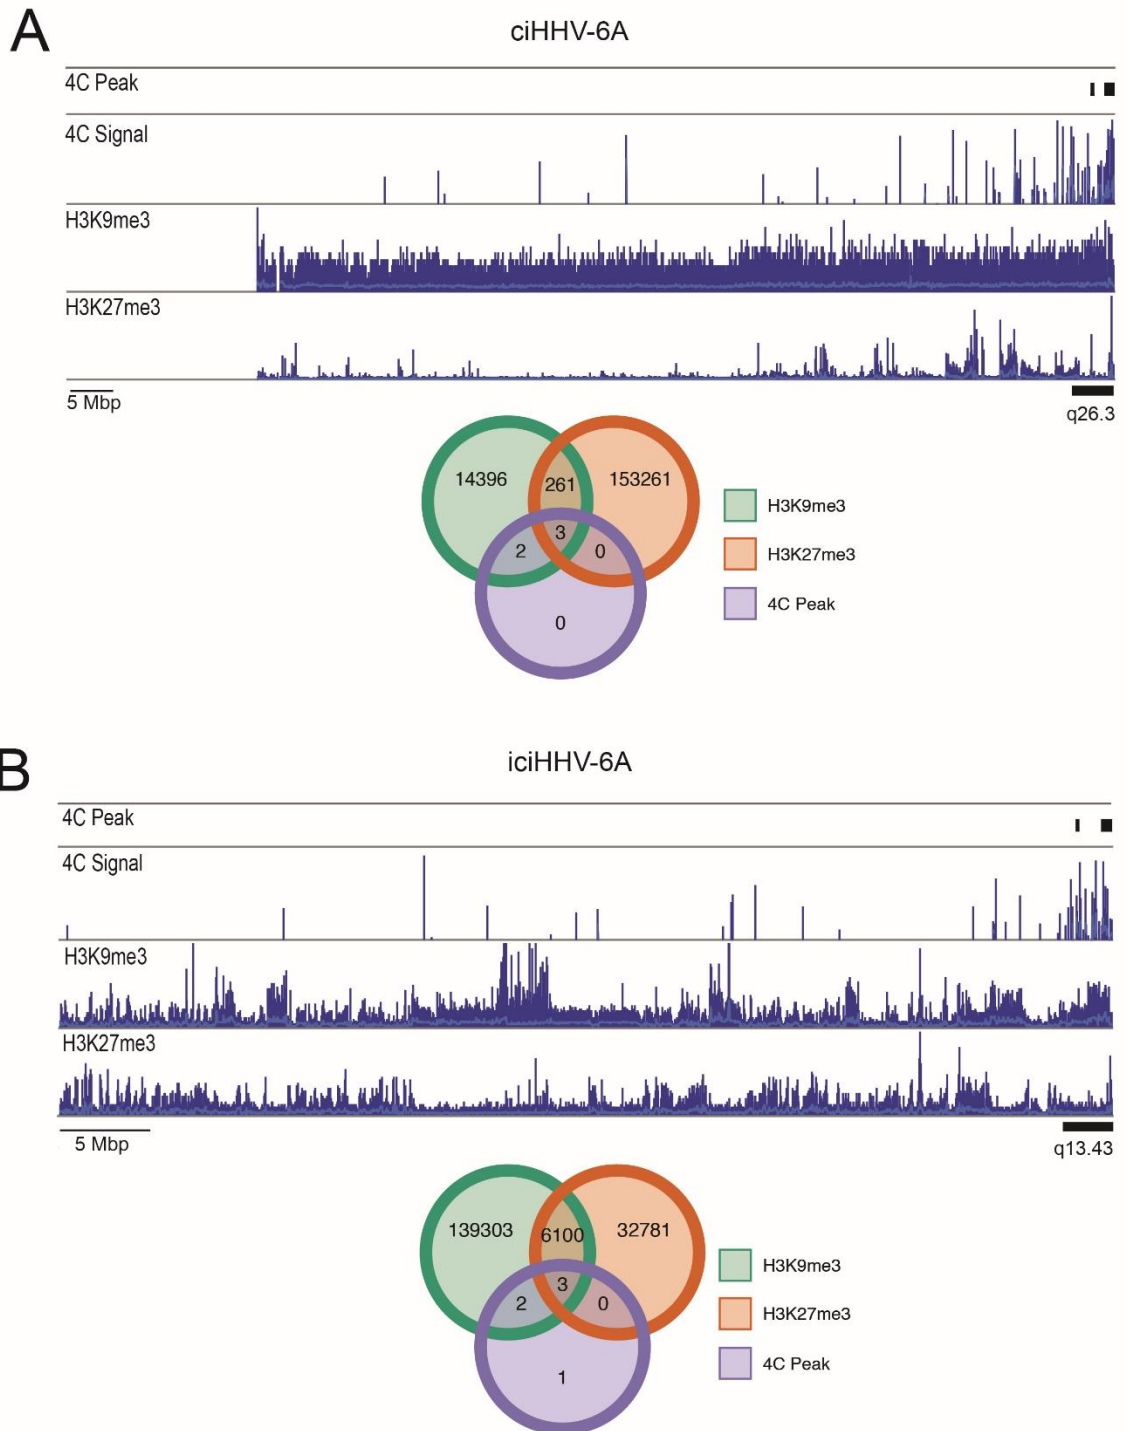 A
ciHHV-6A
4C Peak
4C Signal
H3K9me3
H3K27me3
5 Mbp
q26.3
14396
261
153261
3
2
0
0
H3K9me3
H3K27me3
4C Peak
B
iciHHV-6A
4C Peak
4C Signal
H3K9me3
H3K27me3
5 Mbp
q13.43
139303
6100
32781
3
2
0
1
H3K9me3
H3K27me3
4C Peak